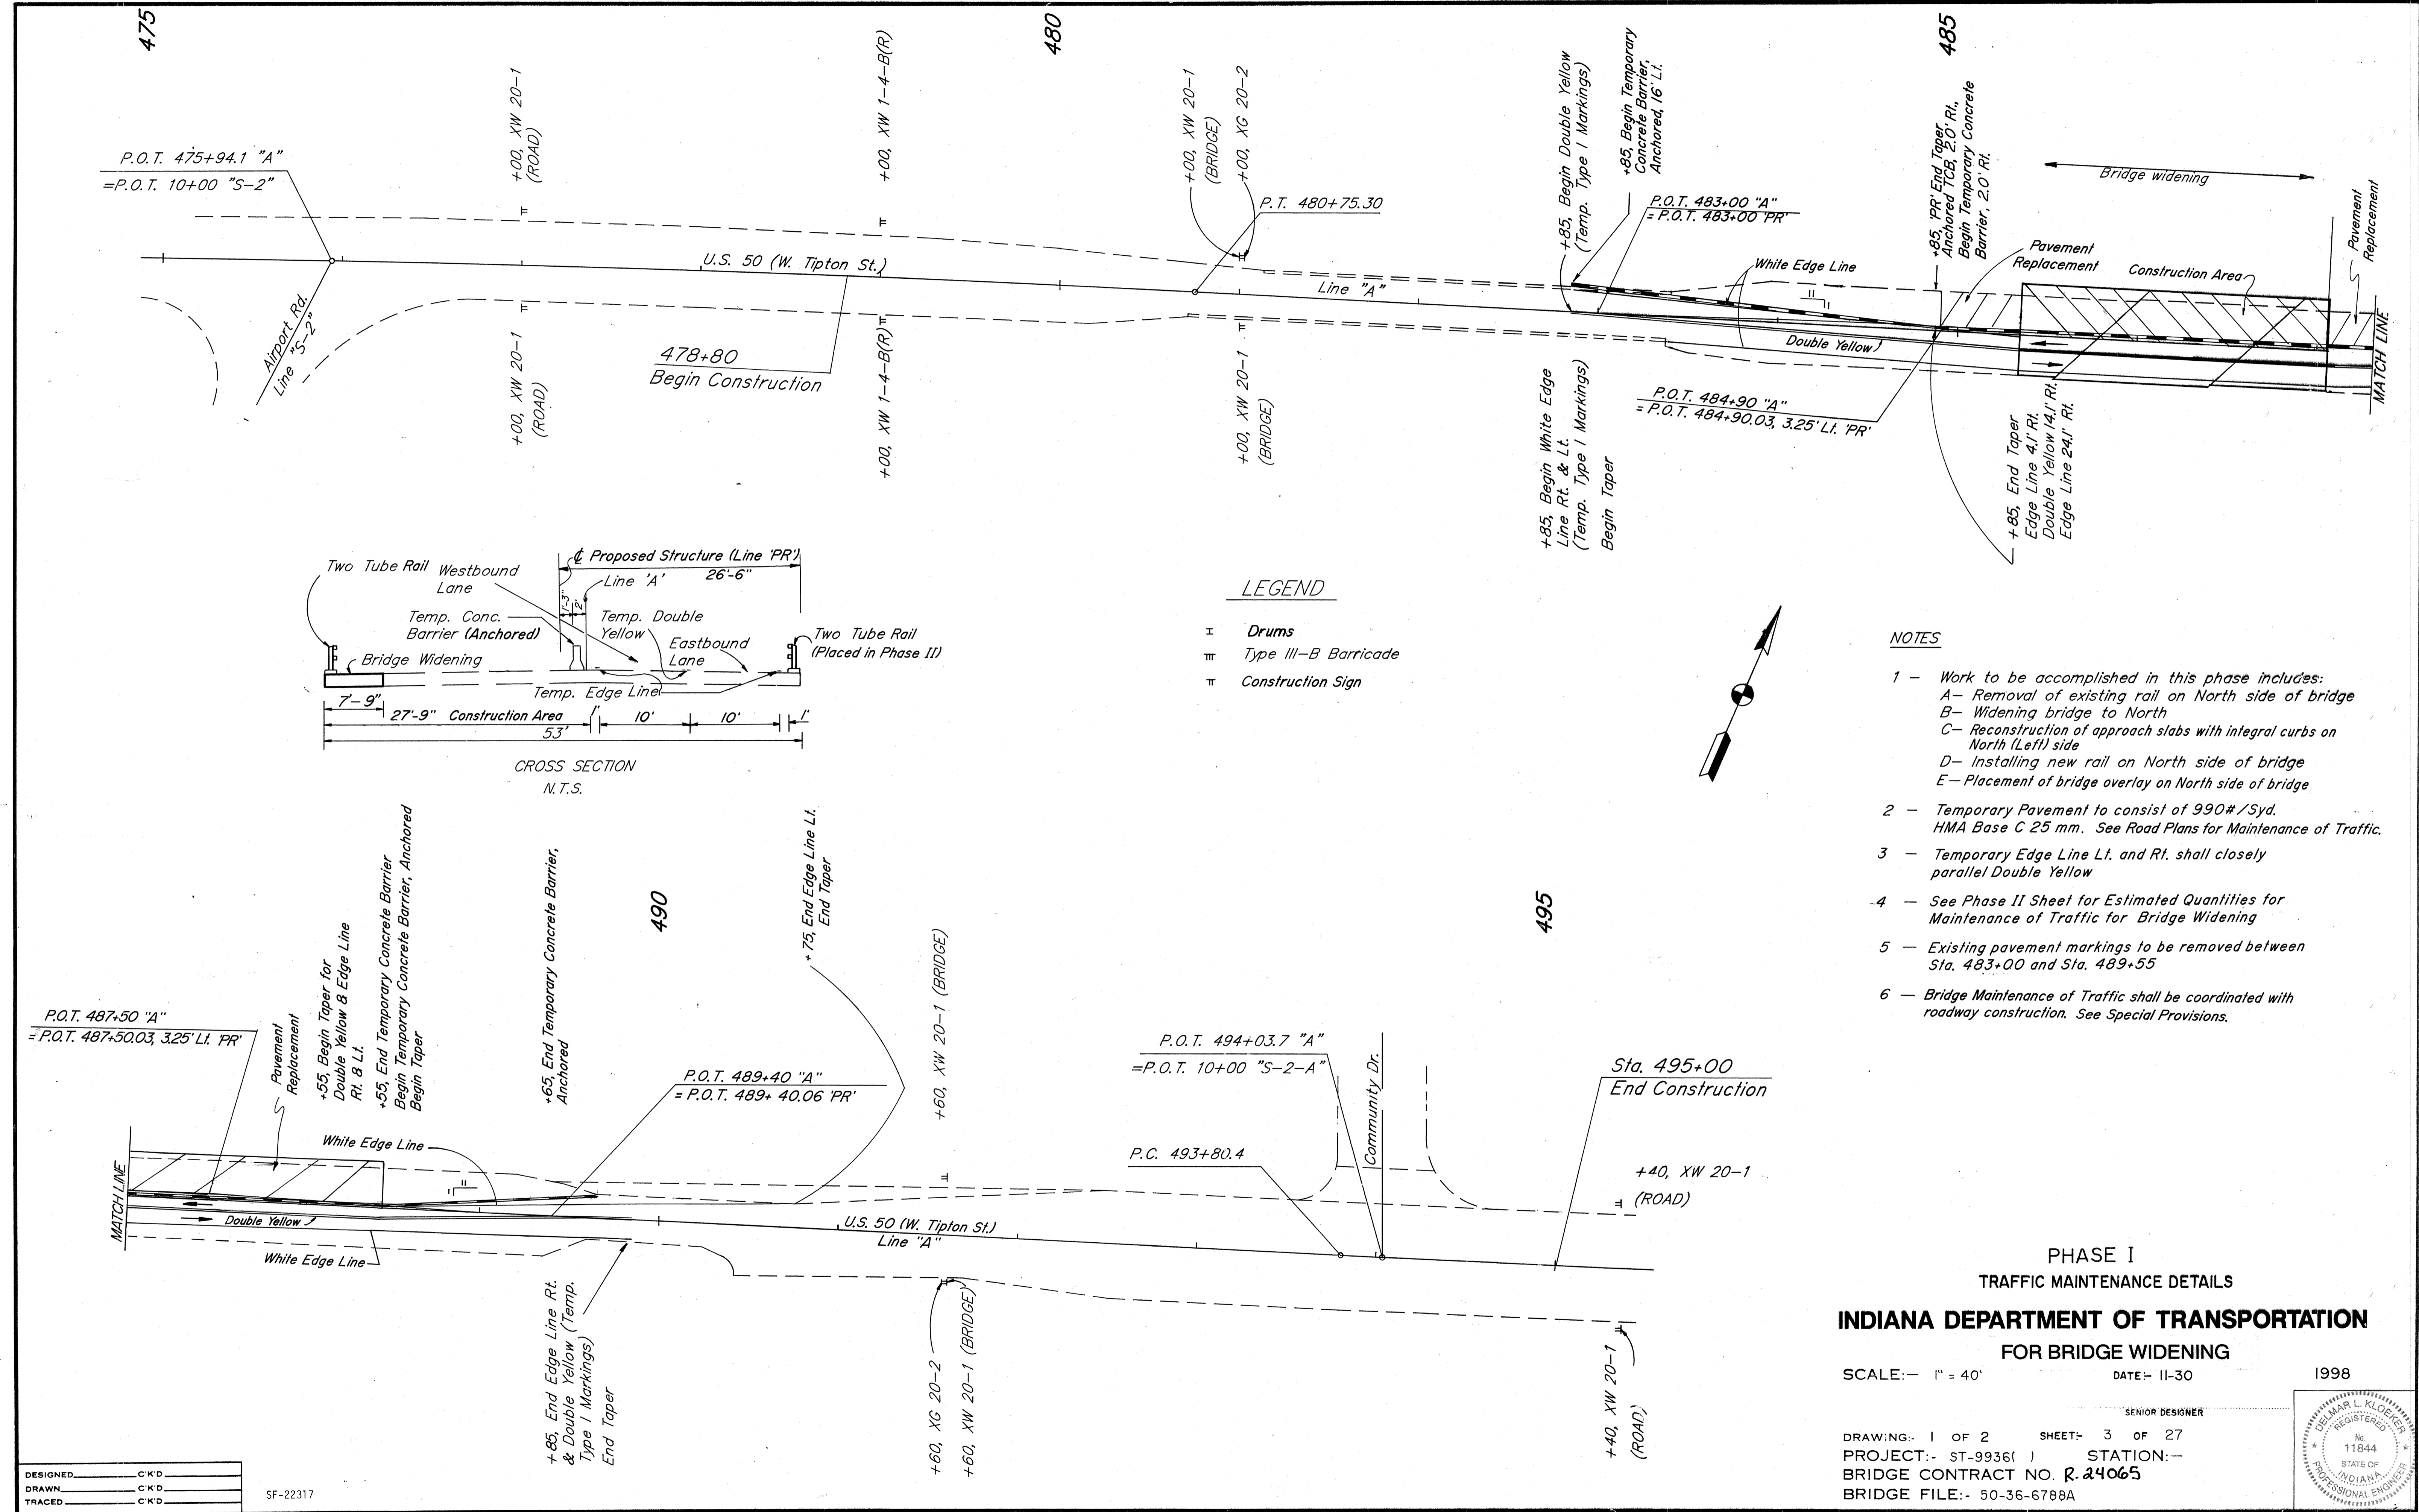 475
480
485
P.O.T. 475+94.1 "A"
=P.O.T. 10+00 "S-2"
+00, XW 20-1
(ROAD)
+00, XW 1-4-B(R)
+00, XW 20-1
(BRIDGE)
+00, XG 20-2
P.T. 480+75.30
+85, Begin Double Yellow
(Temp. Type I Markings)
+85, Begin Temporary
Concrete Barrier,
Anchored, 16' Lt.
P.O.T. 483+00 "A"
= P.O.T. 483+00 'PR'
+85, 'PR' End Taper
Anchored TCB, 2.0' Rt.,
Begin Temporary Concrete
Barrier, 2.0' Rt.
Bridge widening
Pavement
Replacement
Pavement
Replacement
Construction Area
White Edge Line
U.S. 50 (W. Tipton St.)
Line "A"
Double Yellow
MATCH LINE
Airport Rd.
Line "S-2"
+00, XW 20-1
(ROAD)
478+80
Begin Construction
+00, XW 1-4-B(R)
+00, XW 20-1
(BRIDGE)
+85, Begin White Edge
Line Rt. & Lt.
(Temp. Type I Markings)
Begin Taper
P.O.T. 484+90 "A"
= P.O.T. 484+90.03, 3.25' Lt. 'PR'
+85, End Taper
Edge Line 4.1' Rt.
Double Yellow 14.1' Rt.
Edge Line 24.1' Rt.
Two Tube Rail
Westbound
Lane
℄ Proposed Structure (Line 'PR')
26'-6"
Line 'A'
1'-3"
2'
Temp. Conc.
Barrier (Anchored)
Temp. Double
Yellow
Eastbound
Lane
Two Tube Rail
(Placed in Phase II)
Bridge Widening
Temp. Edge Line
7'-9"
27'-9" Construction Area
1'
10'
10'
1'
53'
CROSS SECTION
N.T.S.
LEGEND
Drums
Type III-B Barricade
Construction Sign
NOTES
1 - Work to be accomplished in this phase includes:
A- Removal of existing rail on North side of bridge
B- Widening bridge to North
C- Reconstruction of approach slabs with integral curbs on
North (Left) side
D- Installing new rail on North side of bridge
E- Placement of bridge overlay on North side of bridge
2 - Temporary Pavement to consist of 990#/Syd.
HMA Base C 25 mm. See Road Plans for Maintenance of Traffic.
3 - Temporary Edge Line Lt. and Rt. shall closely
parallel Double Yellow
4 - See Phase II Sheet for Estimated Quantities for
Maintenance of Traffic for Bridge Widening
5 - Existing pavement markings to be removed between
Sta. 483+00 and Sta. 489+55
6 - Bridge Maintenance of Traffic shall be coordinated with
roadway construction. See Special Provisions.
490
495
P.O.T. 487+50 "A"
= P.O.T. 487+50.03, 3.25' Lt. 'PR'
Pavement
Replacement
+55, Begin Taper for
Double Yellow & Edge Line
Rt. & Lt.
+55, End Temporary Concrete Barrier
Begin Temporary Concrete Barrier, Anchored
Begin Taper
+65, End Temporary Concrete Barrier,
Anchored
+75, End Edge Line Lt.
End Taper
P.O.T. 489+40 "A"
= P.O.T. 489+ 40.06 'PR'
+60, XW 20-1 (BRIDGE)
P.O.T. 494+03.7 "A"
=P.O.T. 10+00 "S-2-A"
P.C. 493+80.4
Community Dr.
Sta. 495+00
End Construction
+40, XW 20-1
(ROAD)
White Edge Line
MATCH LINE
Double Yellow
White Edge Line
U.S. 50 (W. Tipton St.)
Line "A"
+85, End Edge Line Rt.
& Double Yellow (Temp.
Type I Markings)
End Taper
+60, XG 20-2
+60, XW 20-1 (BRIDGE)
+40, XW 20-1
(ROAD)
PHASE I
TRAFFIC MAINTENANCE DETAILS
INDIANA DEPARTMENT OF TRANSPORTATION
FOR BRIDGE WIDENING
SCALE:- 1" = 40' DATE:- 11-30 1998
SENIOR DESIGNER
DRAWING:- 1 OF 2 SHEET:- 3 OF 27
PROJECT:- ST-9936( ) STATION:-
BRIDGE CONTRACT NO. R-24065
BRIDGE FILE:- 50-36-6788A
DELMAR L. KLOEKER
REGISTERED
No.
11844
STATE OF
INDIANA
PROFESSIONAL ENGINEER
DESIGNED C'K'D
DRAWN C'K'D
TRACED C'K'D
SF-22317